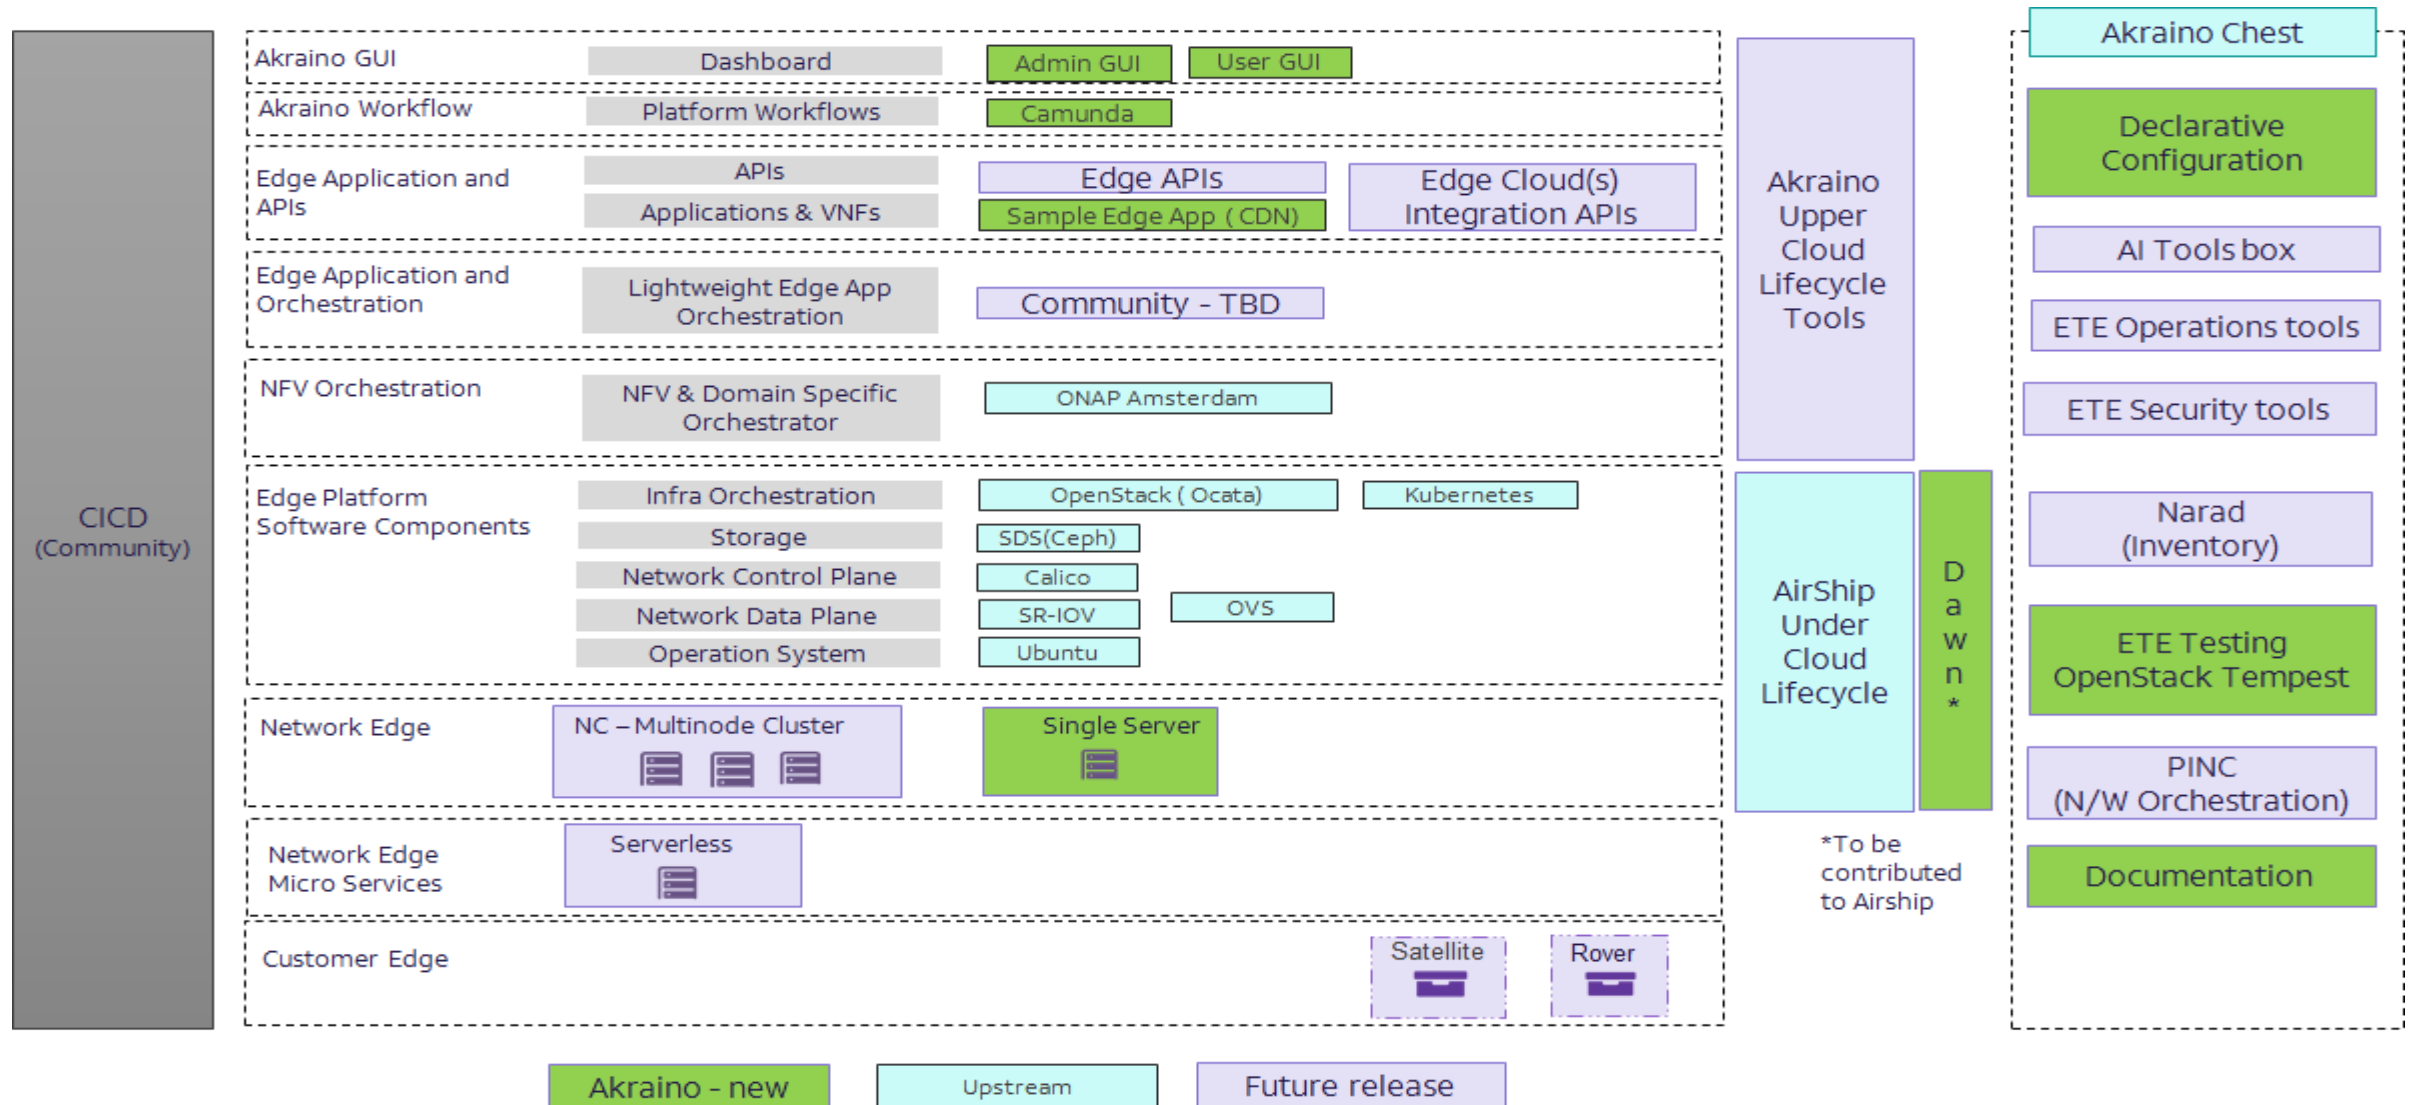 CICD
(Community)
Akraino GUI
Dashboard
Admin GUI
User GUI
Akraino Workflow
Platform Workflows
Camunda
Edge Application and
APIs
APIs
Applications & VNFs
Edge APIs
Sample Edge App ( CDN)
Edge Cloud(s)
Integration APIs
Edge Application and
Orchestration
Lightweight Edge App
Orchestration
Community - TBD
NFV Orchestration
NFV & Domain Specific
Orchestrator
ONAP Amsterdam
Edge Platform
Software Components
Infra Orchestration
OpenStack ( Ocata)
Kubernetes
Storage
SDS(Ceph)
Network Control Plane
Calico
Network Data Plane
SR-IOV
OVS
Operation System
Ubuntu
Network Edge
NC – Multinode Cluster
Single Server
Network Edge
Micro Services
Serverless
Customer Edge
Satellite
Rover
Akraino
Upper
Cloud
Lifecycle
Tools
AirShip
Under
Cloud
Lifecycle
D
a
w
n
*
*To be
contributed
to Airship
Akraino Chest
Declarative
Configuration
AI Tools box
ETE Operations tools
ETE Security tools
Narad
(Inventory)
ETE Testing
OpenStack Tempest
PINC
(N/W Orchestration)
Documentation
Akraino - new
Upstream
Future release